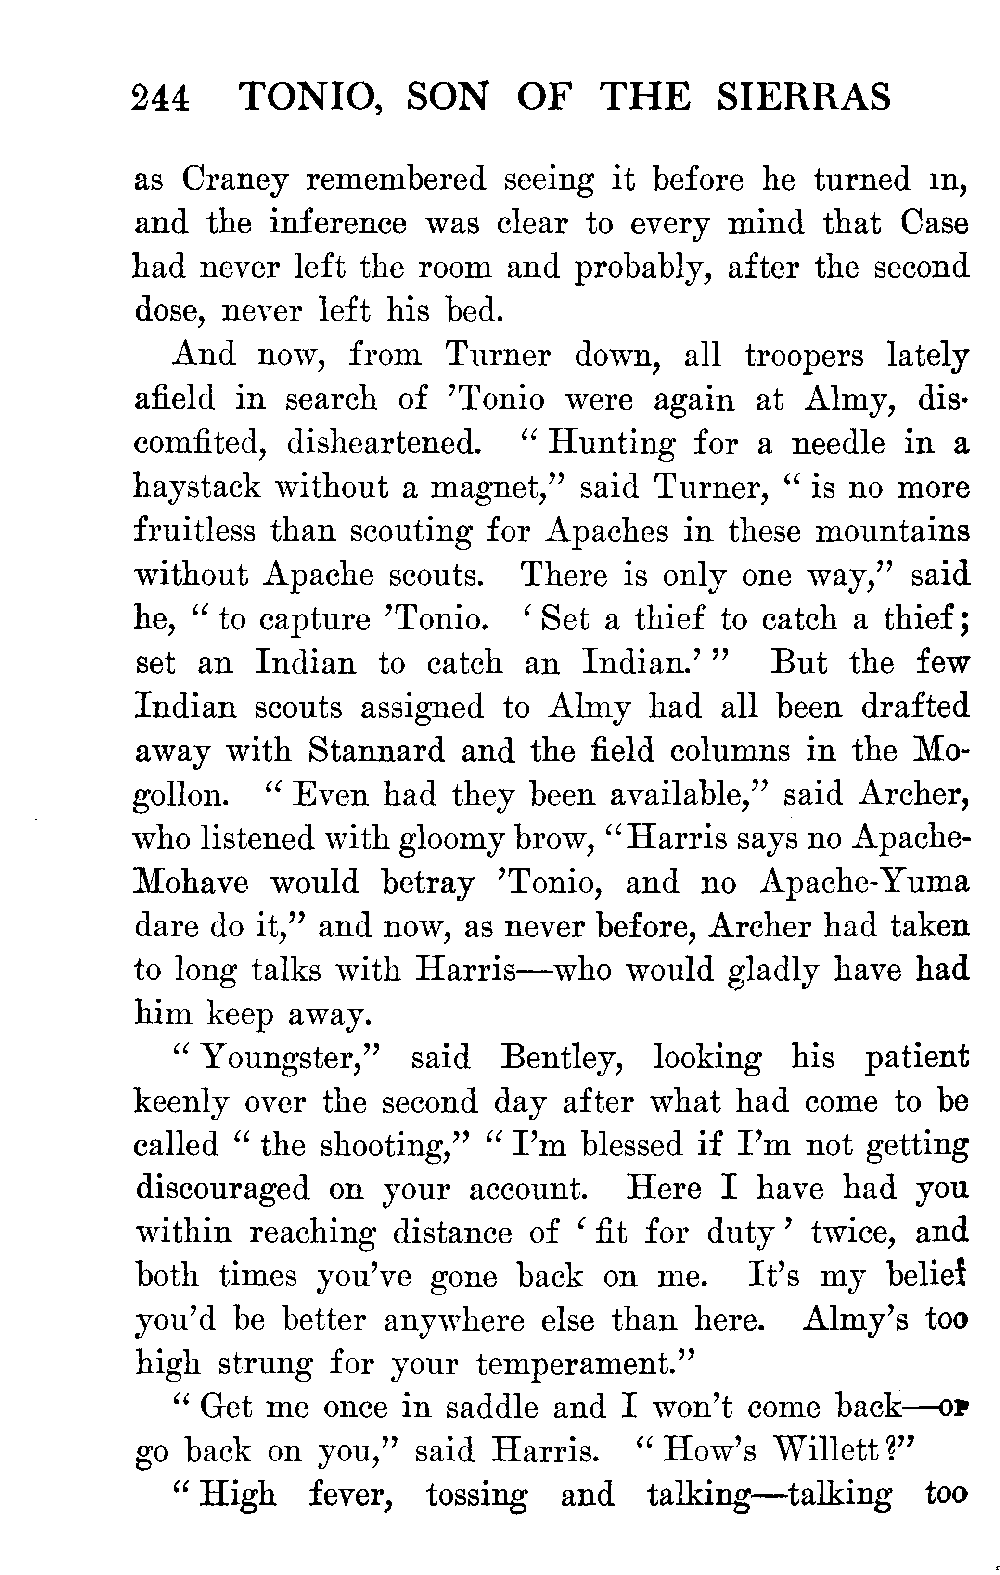 244 TONIO, SON OF THE SIERRAS
as Craney remembered seeing it before he turned in,
and the inference was clear to every mind that Case
had never left the room and probably, after the second
dose, never left his bed.
And now, from Turner down, all troopers lately
afield in search of ’Tonio were again at Almy, dis-
comfited, disheartened. “ Hunting for a needle in a
haystack without a magnet,” said Turner, “ is no more
fruitless than scouting for Apaches in these mountains
without Apache scouts. There is only one way,” said
he, “ to capture ’Tonio. ‘ Set a thief to catch a thief;
set an Indian to catch an Indian.’ ” But the few
Indian scouts assigned to Almy had all been drafted
away with Stannard and the field columns in the Mo-
gollon. “ Even had they been available,” said Archer,
who listened with gloomy brow, “Harris says no Apache-
Mohave would betray ’Tonio, and no Apache-Yuma
dare do it,” and now, as never before, Archer had taken
to long talks with Harris—who would gladly have had
him keep away.
“ Youngster,” said Bentley, looking his patient
keenly over the second day after what had come to be
called “ the shooting,” “ I’m blessed if I’m not getting
discouraged on your account. Here I have had you
within reaching distance of ‘ fit for duty ’ twice, and
both times you’ve gone back on me. It’s my belief
you’d be better anywhere else than here. Almy’s too
high strung for your temperament.”
“ Get me once in saddle and I won’t come back—or
go back on you,” said Harris. “ How’s Willett?”
“ High fever, tossing and talking—talking too